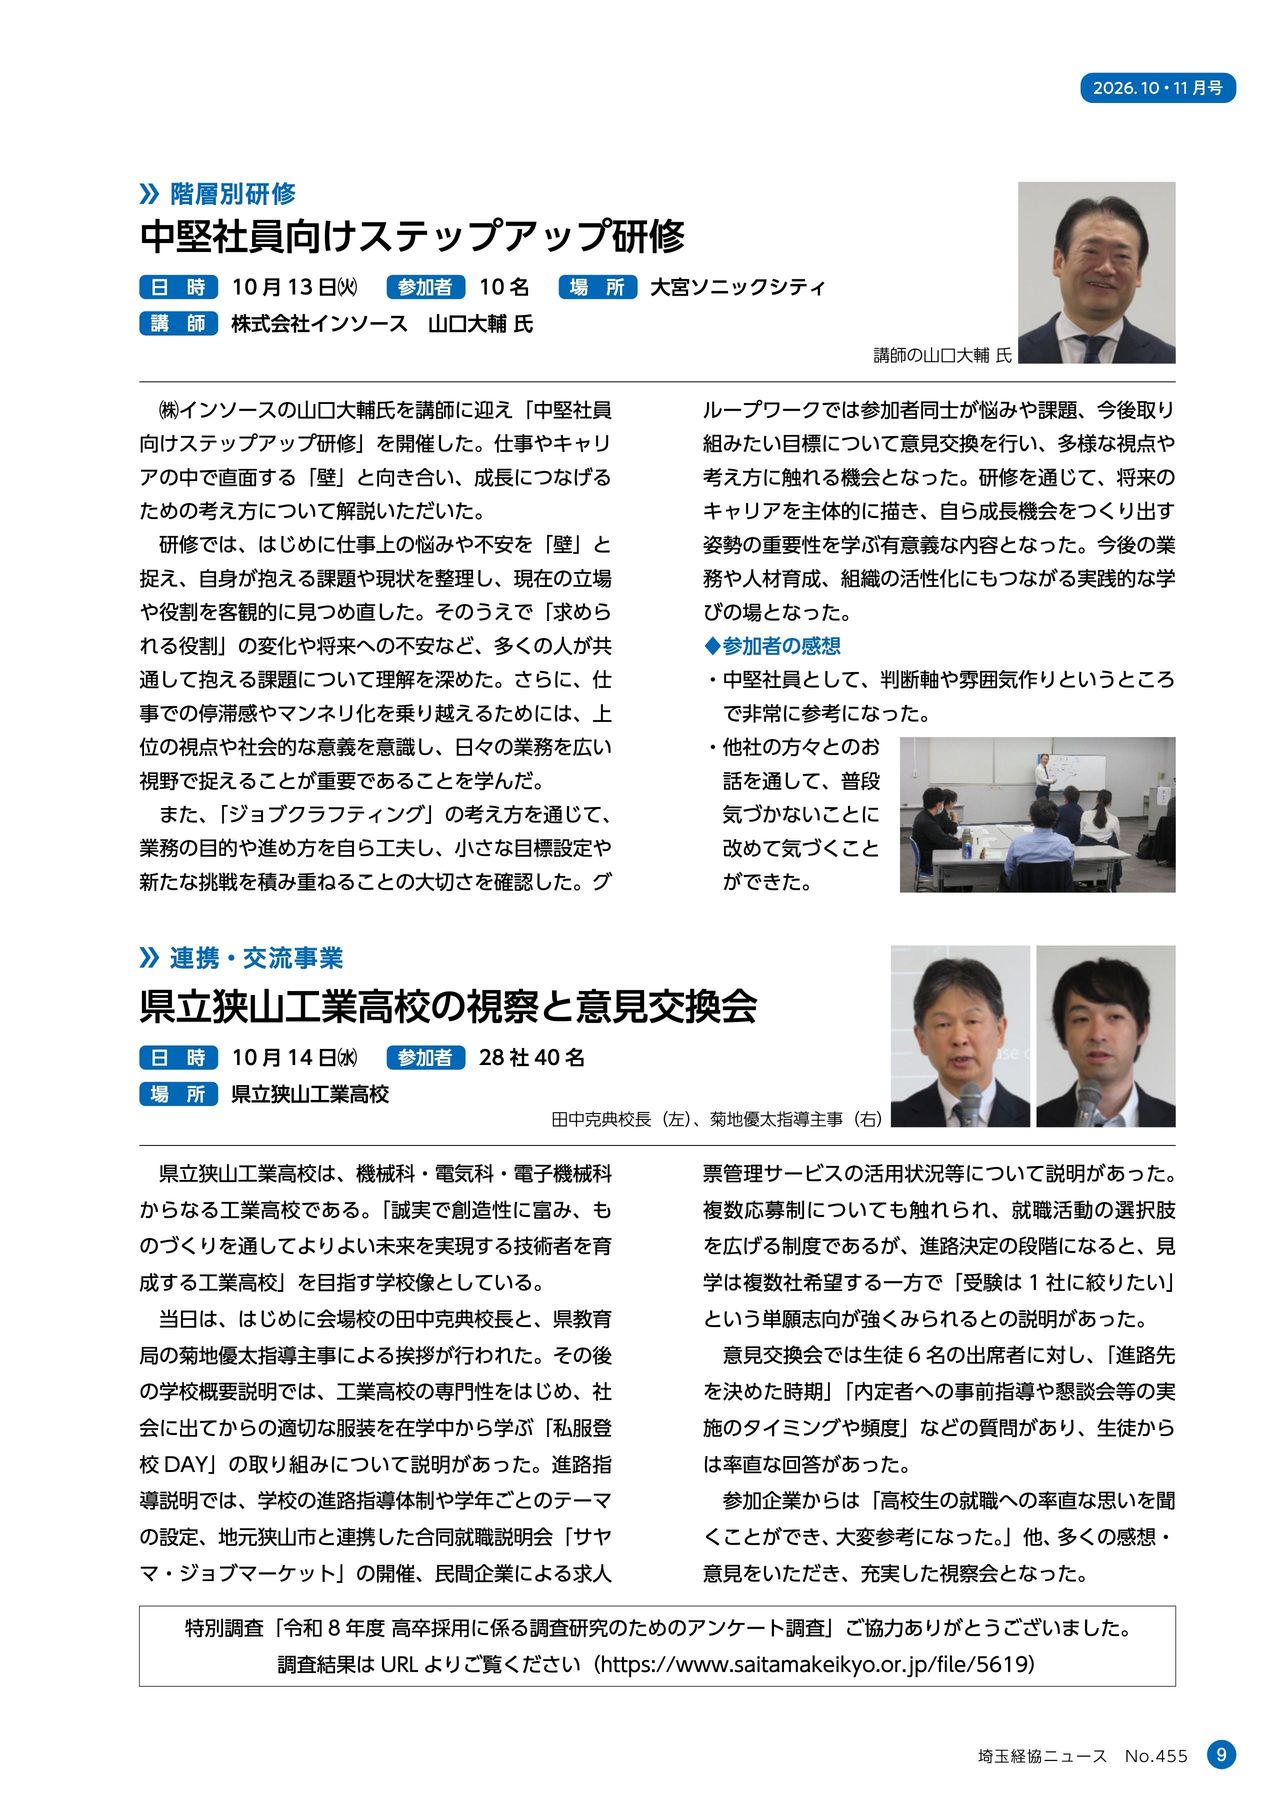 2026.10・11月号
階層別研修
中堅社員向けステップアップ研修
日 時 10月13日㈫ 参加者 10名 場 所 大宮ソニックシティ
講 師 株式会社インソース 山口大輔 氏
講師の山口大輔 氏
㈱インソースの山口大輔氏を講師に迎え「中堅社員
向けステップアップ研修」を開催した。仕事やキャリ
アの中で直面する「壁」と向き合い、成長につなげる
ための考え方について解説いただいた。
研修では、はじめに仕事上の悩みや不安を「壁」と
捉え、自身が抱える課題や現状を整理し、現在の立場
や役割を客観的に見つめ直した。そのうえで「求めら
れる役割」の変化や将来への不安など、多くの人が共
通して抱える課題について理解を深めた。さらに、仕
事での停滞感やマンネリ化を乗り越えるためには、上
位の視点や社会的な意義を意識し、日々の業務を広い
視野で捉えることが重要であることを学んだ。
また、「ジョブクラフティング」の考え方を通じて、
業務の目的や進め方を自ら工夫し、小さな目標設定や
新たな挑戦を積み重ねることの大切さを確認した。グ
ループワークでは参加者同士が悩みや課題、今後取り
組みたい目標について意見交換を行い、多様な視点や
考え方に触れる機会となった。研修を通じて、将来の
キャリアを主体的に描き、自ら成長機会をつくり出す
姿勢の重要性を学ぶ有意義な内容となった。今後の業
務や人材育成、組織の活性化にもつながる実践的な学
びの場となった。
◆参加者の感想
・中堅社員として、判断軸や雰囲気作りというところ
で非常に参考になった。
・他社の方々とのお
話を通して、普段
気づかないことに
改めて気づくこと
ができた。
連携・交流事業
県立狭山工業高校の視察と意見交換会
日 時 10月14日㈬ 参加者 28社40名
場 所 県立狭山工業高校
田中克典校長（左）、菊地優太指導主事（右）
県立狭山工業高校は、機械科・電気科・電子機械科
からなる工業高校である。「誠実で創造性に富み、も
のづくりを通してよりよい未来を実現する技術者を育
成する工業高校」を目指す学校像としている。
当日は、はじめに会場校の田中克典校長と、県教育
局の菊地優太指導主事による挨拶が行われた。その後
の学校概要説明では、工業高校の専門性をはじめ、社
会に出てからの適切な服装を在学中から学ぶ「私服登
校DAY」の取り組みについて説明があった。進路指
導説明では、学校の進路指導体制や学年ごとのテーマ
の設定、地元狭山市と連携した合同就職説明会「サヤ
マ・ジョブマーケット」の開催、民間企業による求人
票管理サービスの活用状況等について説明があった。
複数応募制についても触れられ、就職活動の選択肢
を広げる制度であるが、進路決定の段階になると、見
学は複数社希望する一方で「受験は1社に絞りたい」
という単願志向が強くみられるとの説明があった。
意見交換会では生徒6名の出席者に対し、「進路先
を決めた時期」「内定者への事前指導や懇談会等の実
施のタイミングや頻度」などの質問があり、生徒から
は率直な回答があった。
参加企業からは「高校生の就職への率直な思いを聞
くことができ、大変参考になった。」他、多くの感想・
意見をいただき、充実した視察会となった。
特別調査「令和8年度 高卒採用に係る調査研究のためのアンケート調査」ご協力ありがとうございました。
調査結果はURLよりご覧ください（https://www.saitamakeikyo.or.jp/file/5619）
埼玉経協ニュース No.455 9